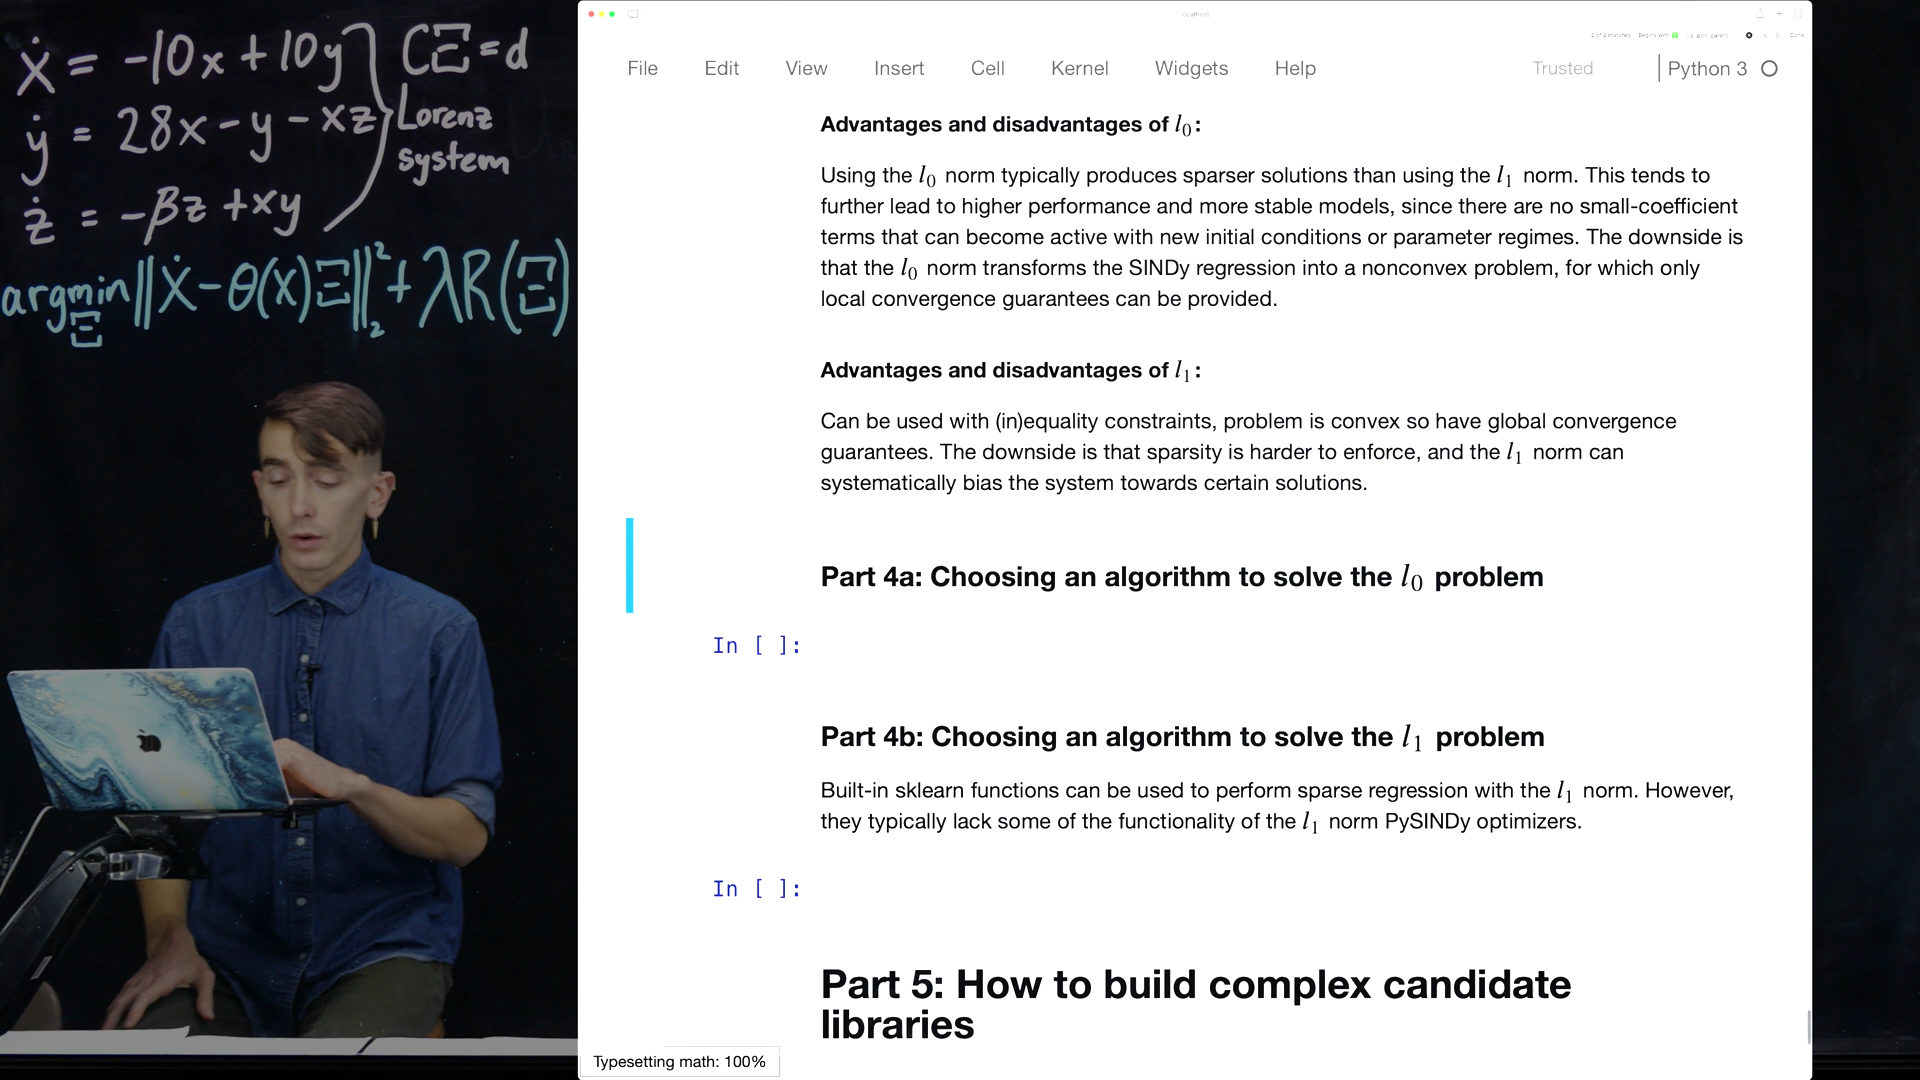 ẋ = -10x + 10y
ẏ = 28x - y - xz
ż = -βz + xy
CΞ = d
Lorenz
system
argmin ‖Ẋ - θ(X)Ξ‖²₂ + λR(Ξ)
Ξ
localhost
2 of 2 matches Begins with Done
File Edit View Insert Cell Kernel Widgets Help Trusted Python 3
Advantages and disadvantages of l₀:
Using the l₀ norm typically produces sparser solutions than using the l₁ norm. This tends to
further lead to higher performance and more stable models, since there are no small-coefficient
terms that can become active with new initial conditions or parameter regimes. The downside is
that the l₀ norm transforms the SINDy regression into a nonconvex problem, for which only
local convergence guarantees can be provided.
Advantages and disadvantages of l₁:
Can be used with (in)equality constraints, problem is convex so have global convergence
guarantees. The downside is that sparsity is harder to enforce, and the l₁ norm can
systematically bias the system towards certain solutions.
Part 4a: Choosing an algorithm to solve the l₀ problem
In [ ]:
Part 4b: Choosing an algorithm to solve the l₁ problem
Built-in sklearn functions can be used to perform sparse regression with the l₁ norm. However,
they typically lack some of the functionality of the l₁ norm PySINDy optimizers.
In [ ]:
Part 5: How to build complex candidate
libraries
Typesetting math: 100%